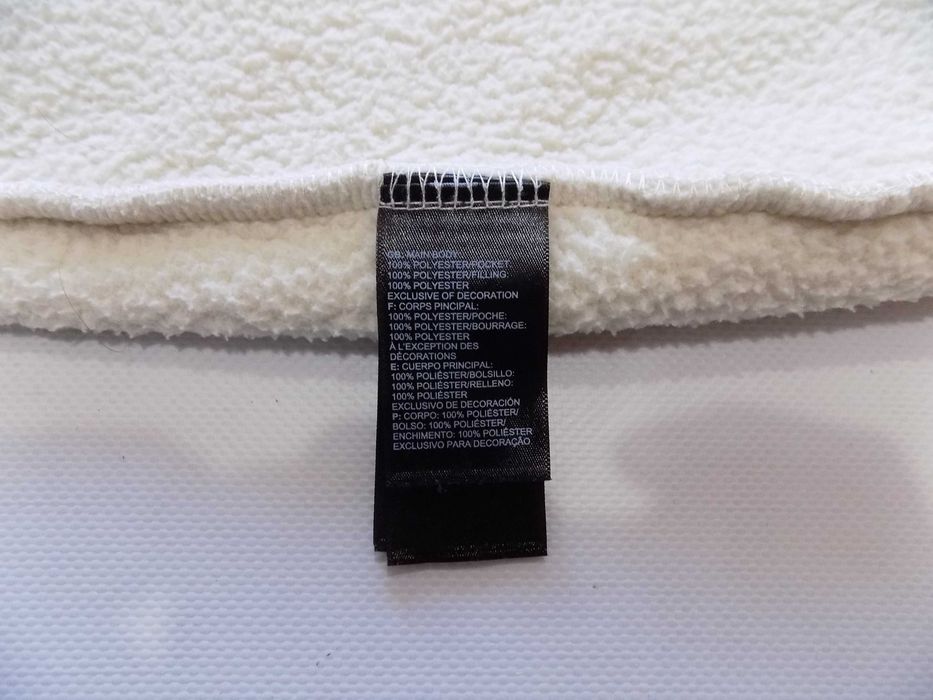 GB: MAIN BODY
100% POLYESTER/POCKET
100% POLYESTER/FILLING:
100% POLYESTER
EXCLUSIVE OF DECORATION
F: CORPS PINCIPAL:
100% POLYESTER/POCHE:
100% POLYESTER/BOURRAGE:
100% POLYESTER
À L'EXCEPTION DES
DÉCORATIONS
E: CUERPO PRINCIPAL:
100% POLIÉSTER/BOLSILLO:
100% POLIÉSTER/RELLENO:
100% POLIÉSTER
EXCLUSIVO DE DECORACIÓN
P: CORPO: 100% POLIÉSTER/
BOLSO: 100% POLIÉSTER/
ENCHIMENTO: 100% POLIÉSTER
EXCLUSIVO PARA DECORAÇÃO